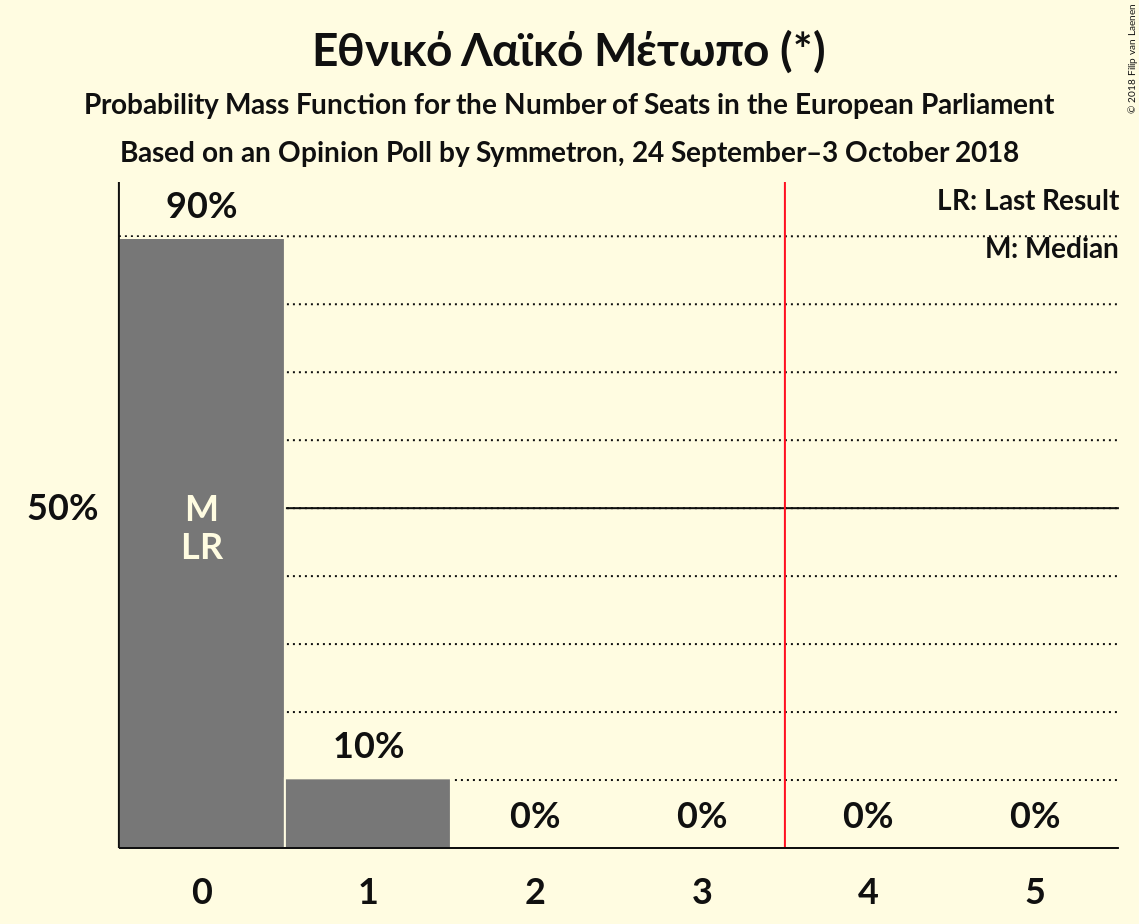 Εθνικό Λαϊκό Μέτωπο (*)
Probability Mass Function for the Number of Seats in the European Parliament
Based on an Opinion Poll by Symmetron, 24 September–3 October 2018
© 2018 Filip van Laenen
LR: Last Result
M: Median
90%
50%
M
LR
10%
0%
0%
0%
0%
0
1
2
3
4
5